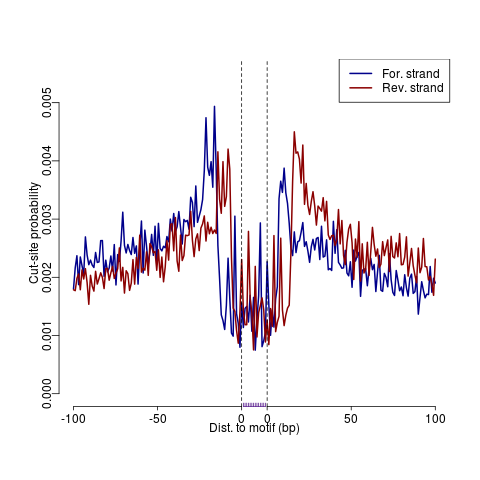 For. strand
Rev. strand
Cut-site probability
0.005
0.004
0.003
0.002
0.001
0.000
-100 -50 0 0 50 100
Dist. to motif (bp)